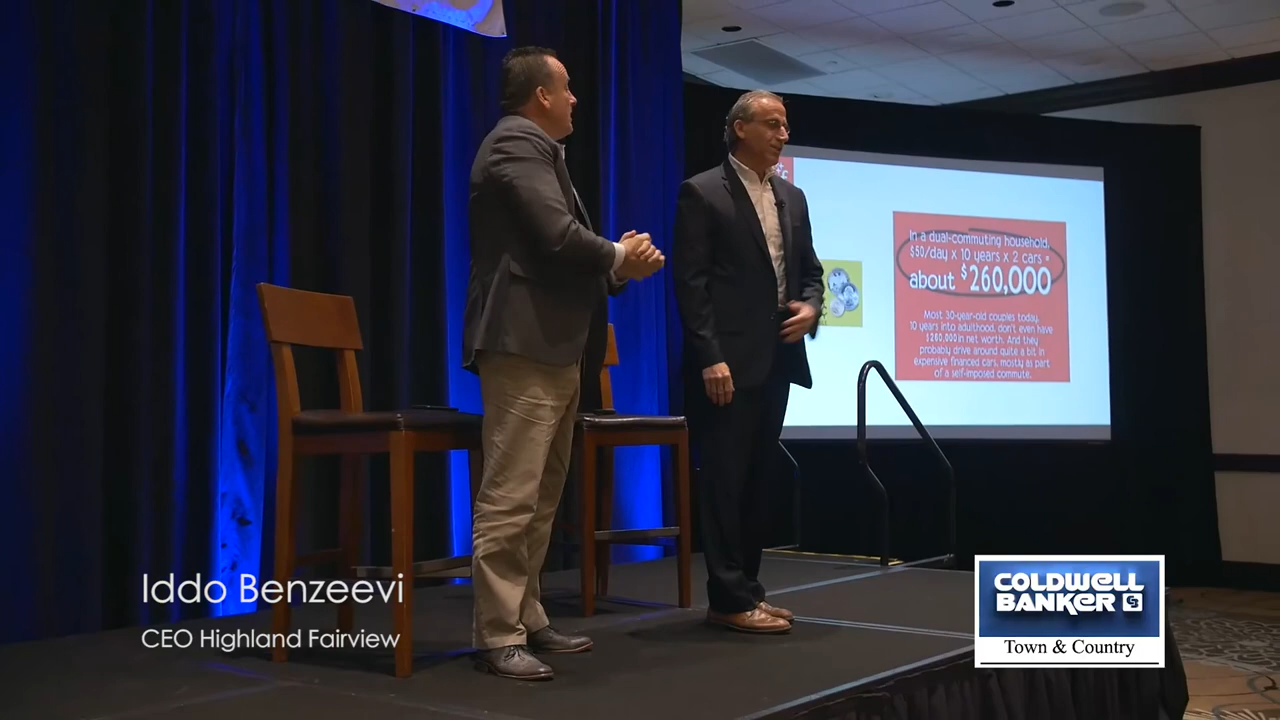 In a dual-commuting household,
$50/day x 10 years x 2 cars =
about $260,000
Most 30-year-old couples today,
10 years into adulthood, don't even have
$260,000 in net worth. And they
probably drive around quite a bit in
expensive financed cars, mostly as part
of a self-imposed commute.
Iddo Benzeevi
CEO Highland Fairview
COLDWELL
BANKER CB
Town & Country